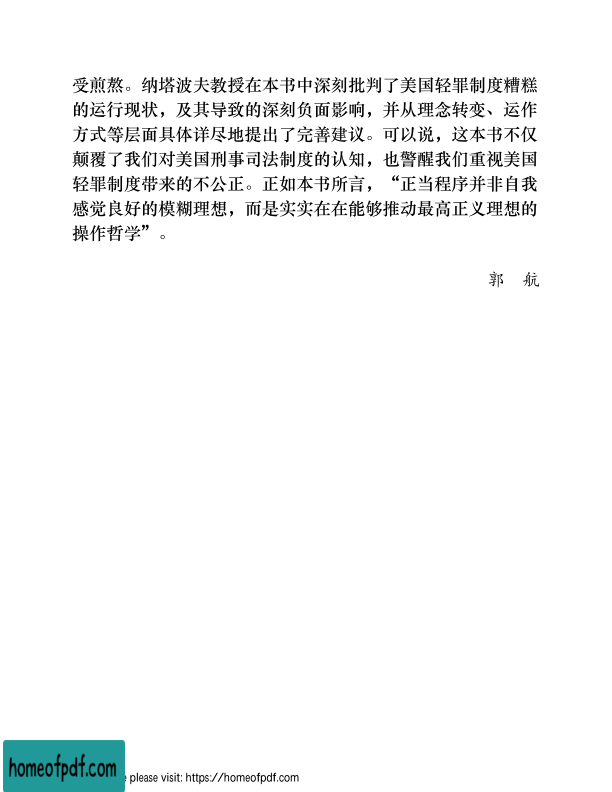 受煎熬。纳塔波夫教授在本书中深刻批判了美国轻罪制度糟糕
的运行现状，及其导致的深刻负面影响，并从理念转变、运作
方式等层面具体详尽地提出了完善建议。可以说，这本书不仅
颠覆了我们对美国刑事司法制度的认知，也警醒我们重视美国
轻罪制度带来的不公正。正如本书所言，“正当程序并非自我
感觉良好的模糊理想，而是实实在在能够推动最高正义理想的
操作哲学”。
郭 航
homeofpdf.com
please visit: https://homeofpdf.com